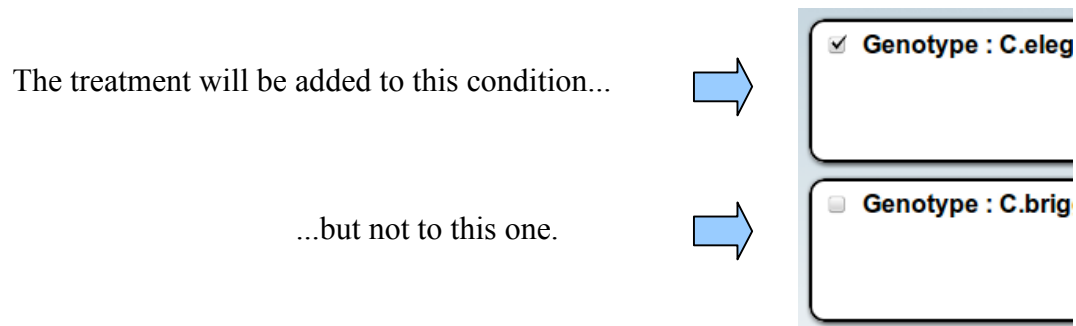 Genotype : C.eleg
The treatment will be added to this condition...
Genotype : C.brig
...but not to this one.